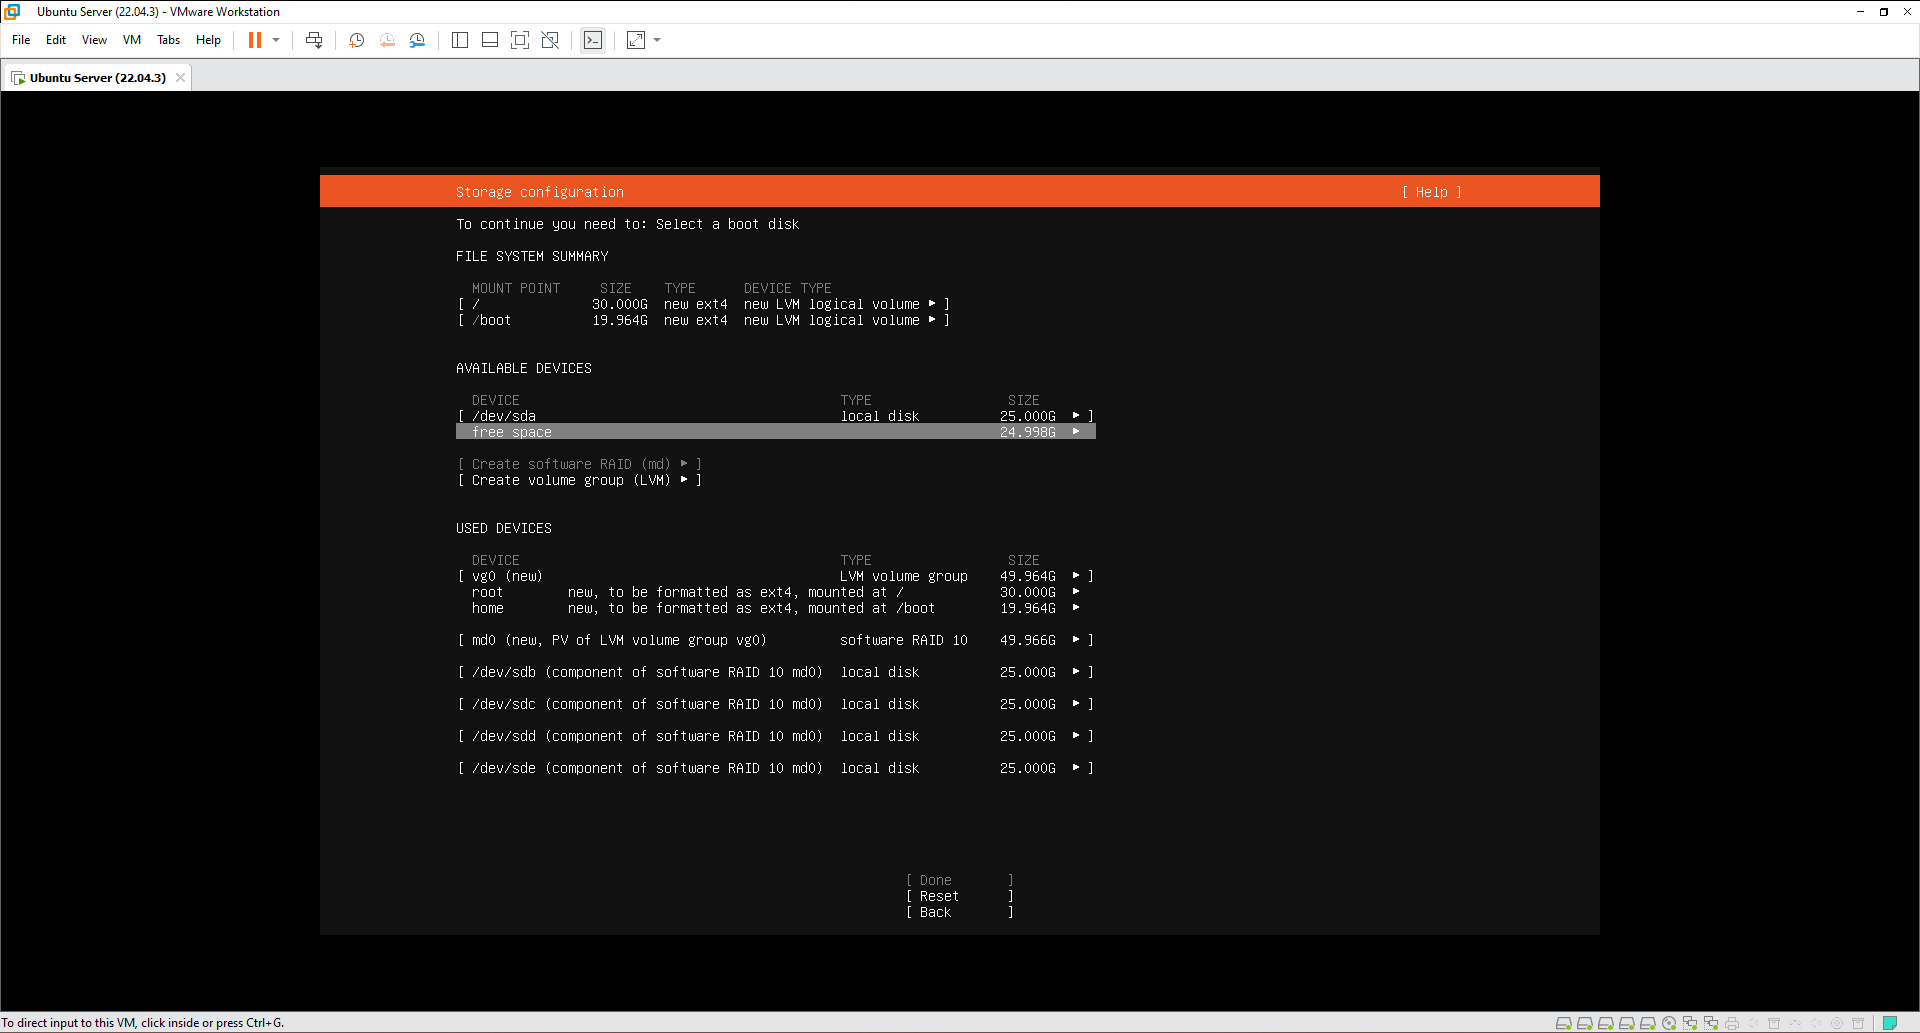 Ubuntu Server (22.04.3) - VMware Workstation
File Edit View VM Tabs Help
Ubuntu Server (22.04.3)
Storage configuration [ Help ]
To continue you need to: Select a boot disk
FILE SYSTEM SUMMARY
MOUNT POINT SIZE TYPE DEVICE TYPE
[ / 30.000G new ext4 new LVM logical volume ▸ ]
[ /boot 19.964G new ext4 new LVM logical volume ▸ ]
AVAILABLE DEVICES
DEVICE TYPE SIZE
[ /dev/sda local disk 25.000G ▸ ]
free space 24.998G ▸
[ Create software RAID (md) ▸ ]
[ Create volume group (LVM) ▸ ]
USED DEVICES
DEVICE TYPE SIZE
[ vg0 (new) LVM volume group 49.964G ▸ ]
root new, to be formatted as ext4, mounted at / 30.000G ▸
home new, to be formatted as ext4, mounted at /boot 19.964G ▸
[ md0 (new, PV of LVM volume group vg0) software RAID 10 49.966G ▸ ]
[ /dev/sdb (component of software RAID 10 md0) local disk 25.000G ▸ ]
[ /dev/sdc (component of software RAID 10 md0) local disk 25.000G ▸ ]
[ /dev/sdd (component of software RAID 10 md0) local disk 25.000G ▸ ]
[ /dev/sde (component of software RAID 10 md0) local disk 25.000G ▸ ]
[ Done ]
[ Reset ]
[ Back ]
To direct input to this VM, click inside or press Ctrl+G.